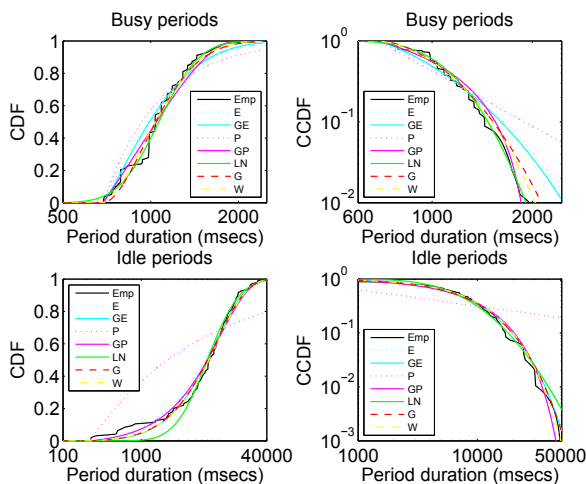 Busy periods
CDF
1
0.8
0.6
0.4
0.2
0
500
1000
2000
Period duration (msecs)
Emp
E
GE
P
GP
LN
G
W
Busy periods
CCDF
10^0
10^-1
10^-2
600
1000
2000
Period duration (msecs)
Emp
E
GE
P
GP
LN
G
W
Idle periods
CDF
1
0.8
0.6
0.4
0.2
0
100
1000
40000
Period duration (msecs)
Emp
E
GE
P
GP
LN
G
W
Idle periods
CCDF
10^0
10^-1
10^-2
10^-3
1000
10000
50000
Period duration (msecs)
Emp
E
GE
P
GP
LN
G
W